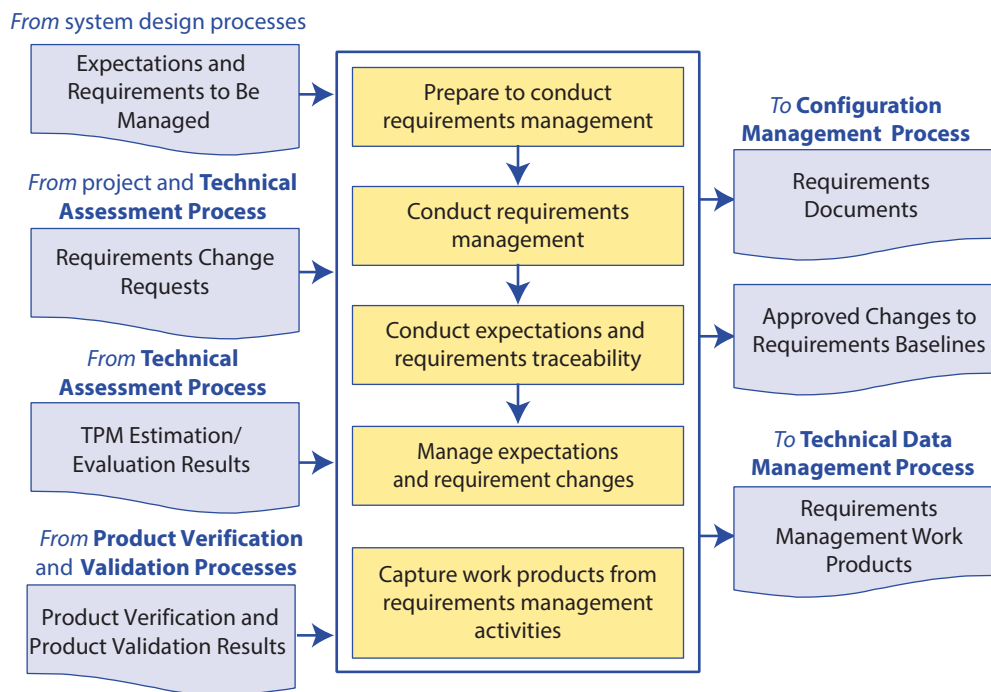 From system design processes
Expectations and
Requirements to Be
Managed
From project and Technical
Assessment Process
Requirements Change
Requests
From Technical
Assessment Process
TPM Estimation/
Evaluation Results
From Product Verification
and Validation Processes
Product Verification and
Product Validation Results
Prepare to conduct
requirements management
Conduct requirements
management
Conduct expectations and
requirements traceability
Manage expectations
and requirement changes
Capture work products from
requirements management
activities
To Configuration
Management Process
Requirements
Documents
Approved Changes to
Requirements Baselines
To Technical Data
Management Process
Requirements
Management Work
Products